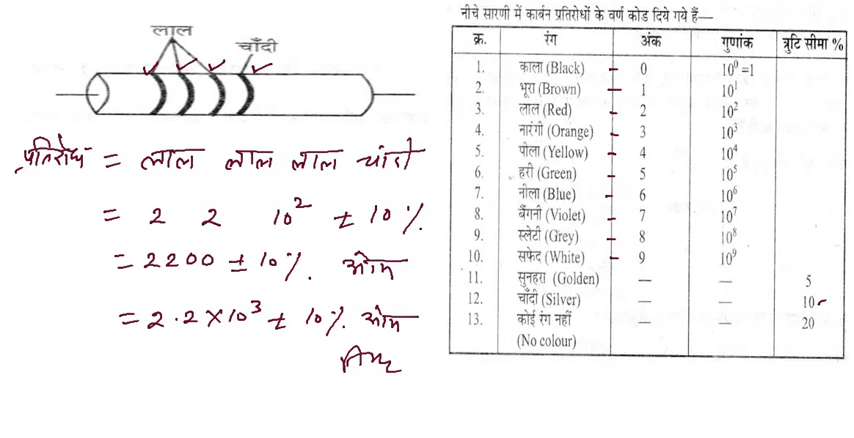 लाल
चाँदी
प्रतिरोध = लाल लाल लाल चांदी
= 2 2 10² ± 10 %
= 2200 ± 10 % ओम
= 2.2 × 10³ ± 10 % ओम
नीचे सारणी में कार्बन प्रतिरोधों के वर्ण कोड दिये गये हैं—
क्र. रंग अंक गुणांक त्रुटि सीमा %
1. काला (Black) – 0 10⁰ =1
2. भूरा (Brown) – 1 10¹
3. लाल (Red) – 2 10²
4. नारंगी (Orange) – 3 10³
5. पीला (Yellow) – 4 10⁴
6. हरी (Green) – 5 10⁵
7. नीला (Blue) – 6 10⁶
8. बैंगनी (Violet) – 7 10⁷
9. स्लेटी (Grey) – 8 10⁸
10. सफेद (White) – 9 10⁹
11. सुनहरा (Golden) — — 5
12. चाँदी (Silver) — — 10
13. कोई रंग नहीं — — 20
(No colour)